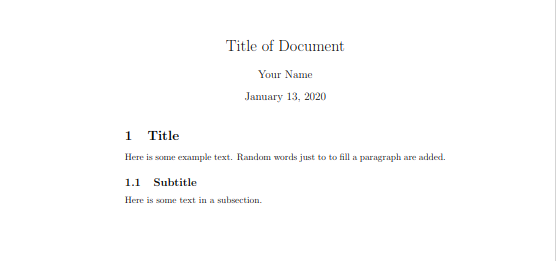 Title of Document
Your Name
January 13, 2020
1 Title
Here is some example text. Random words just to to fill a paragraph are added.
1.1 Subtitle
Here is some text in a subsection.